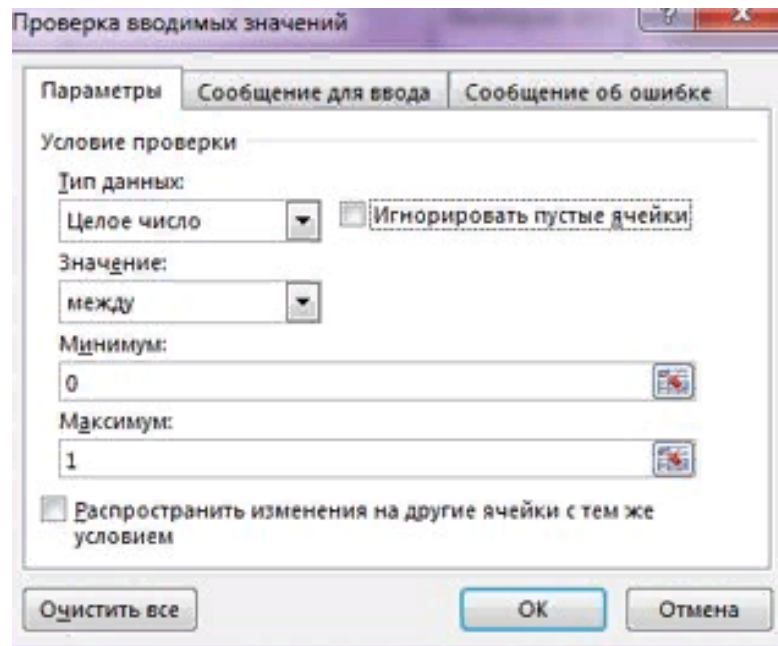 Проверка вводимых значений
?
Параметры
Сообщение для ввода
Сообщение об ошибке
Условие проверки
Тип данных:
Целое число
Игнорировать пустые ячейки
Значение:
между
Минимум:
0
Максимум:
1
Распространить изменения на другие ячейки с тем же
условием
Очистить все
ОК
Отмена